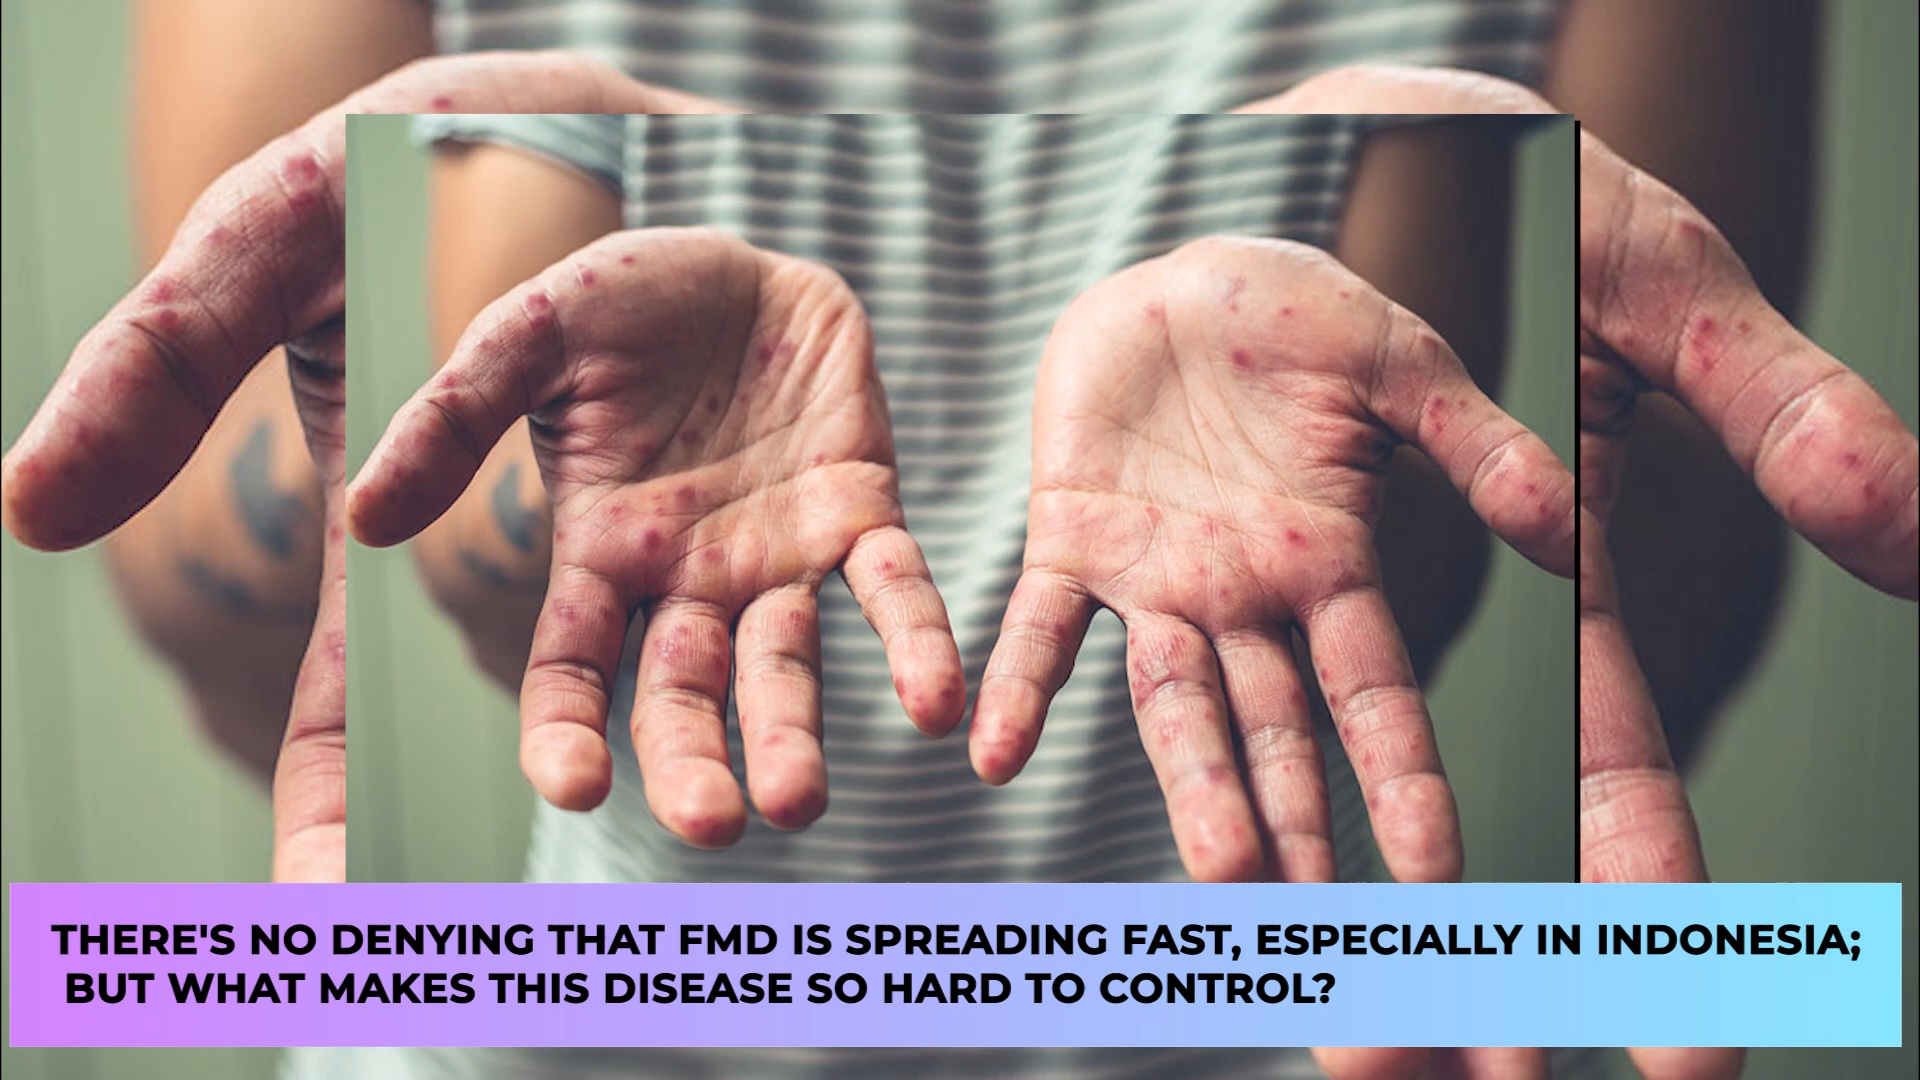 THERE'S NO DENYING THAT FMD IS SPREADING FAST, ESPECIALLY IN INDONESIA;
BUT WHAT MAKES THIS DISEASE SO HARD TO CONTROL?